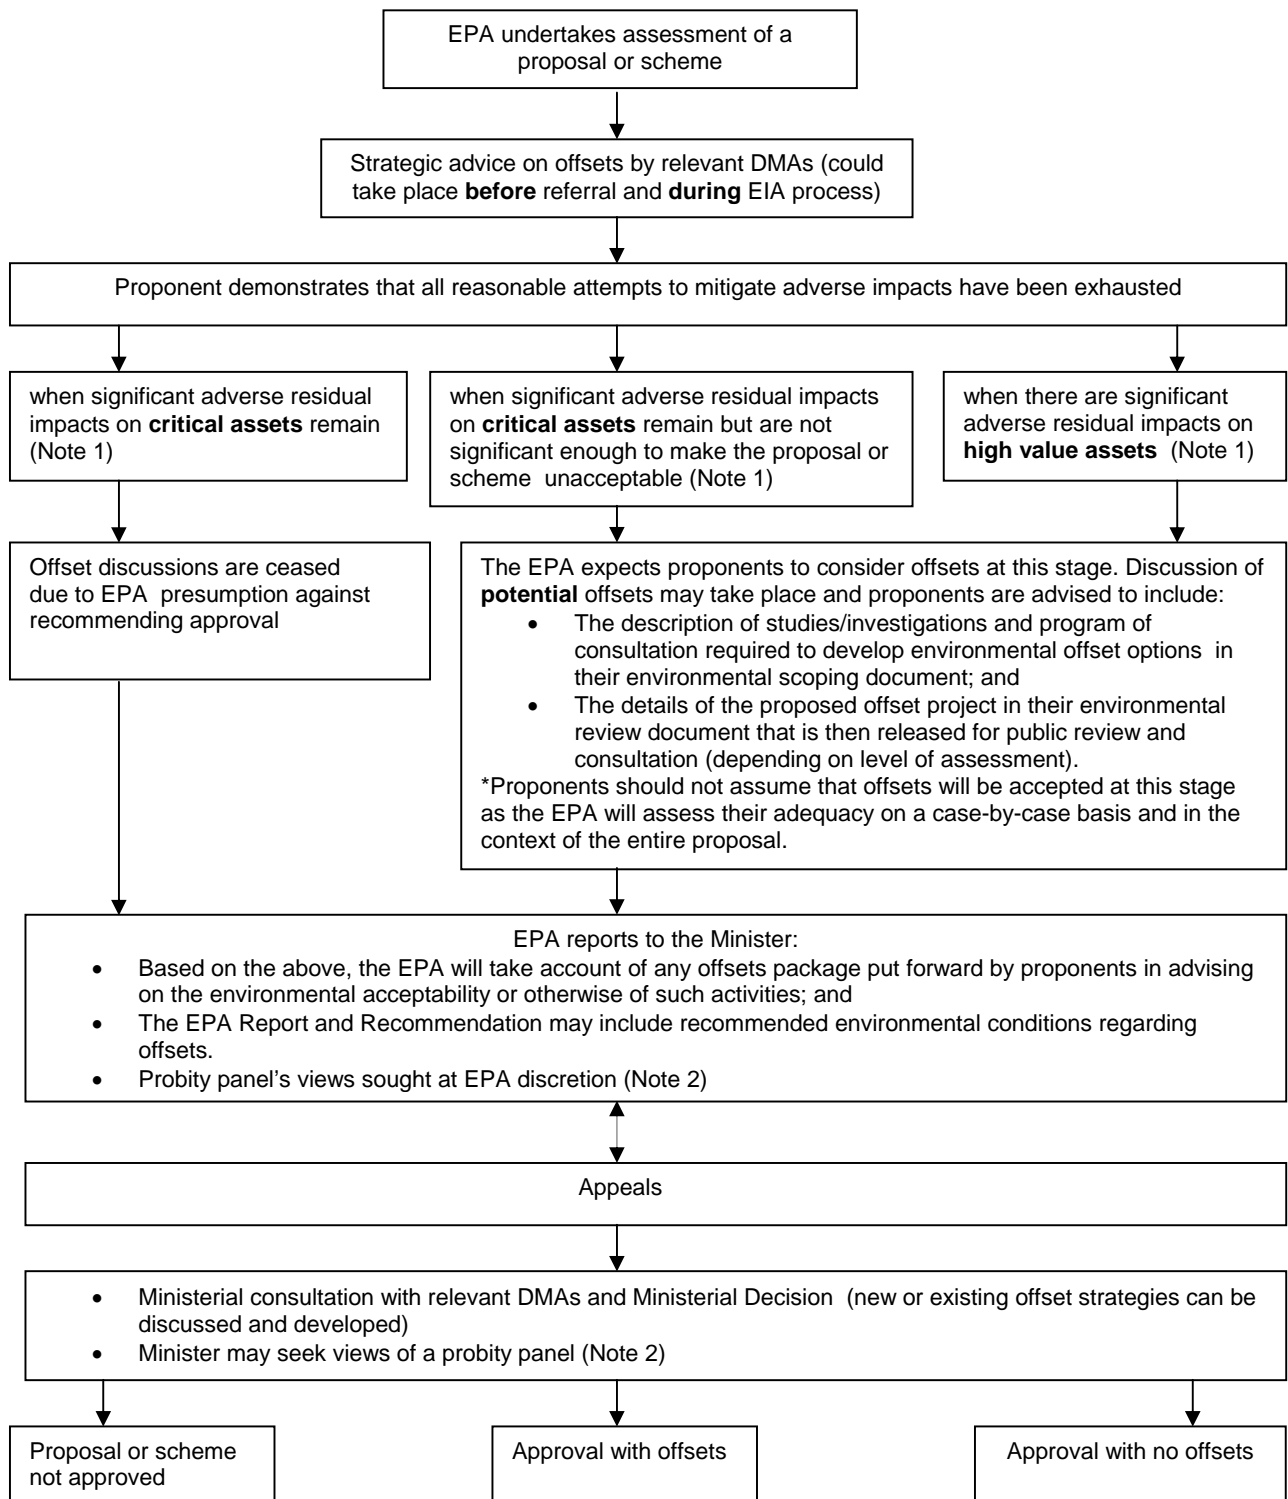 EPA undertakes assessment of a
proposal or scheme
Strategic advice on offsets by relevant DMAs (could
take place before referral and during EIA process)
Proponent demonstrates that all reasonable attempts to mitigate adverse impacts have been exhausted
when significant adverse residual
impacts on critical assets remain
(Note 1)
when significant adverse residual impacts
on critical assets remain but are not
significant enough to make the proposal or
scheme unacceptable (Note 1)
when there are significant
adverse residual impacts on
high value assets (Note 1)
Offset discussions are ceased
due to EPA presumption against
recommending approval
The EPA expects proponents to consider offsets at this stage. Discussion of
potential offsets may take place and proponents are advised to include:
• The description of studies/investigations and program of
consultation required to develop environmental offset options in
their environmental scoping document; and
• The details of the proposed offset project in their environmental
review document that is then released for public review and
consultation (depending on level of assessment).
*Proponents should not assume that offsets will be accepted at this stage
as the EPA will assess their adequacy on a case-by-case basis and in the
context of the entire proposal.
EPA reports to the Minister:
• Based on the above, the EPA will take account of any offsets package put forward by proponents in advising
on the environmental acceptability or otherwise of such activities; and
• The EPA Report and Recommendation may include recommended environmental conditions regarding
offsets.
• Probity panel's views sought at EPA discretion (Note 2)
Appeals
• Ministerial consultation with relevant DMAs and Ministerial Decision (new or existing offset strategies can be
discussed and developed)
• Minister may seek views of a probity panel (Note 2)
Proposal or scheme
not approved
Approval with offsets
Approval with no offsets